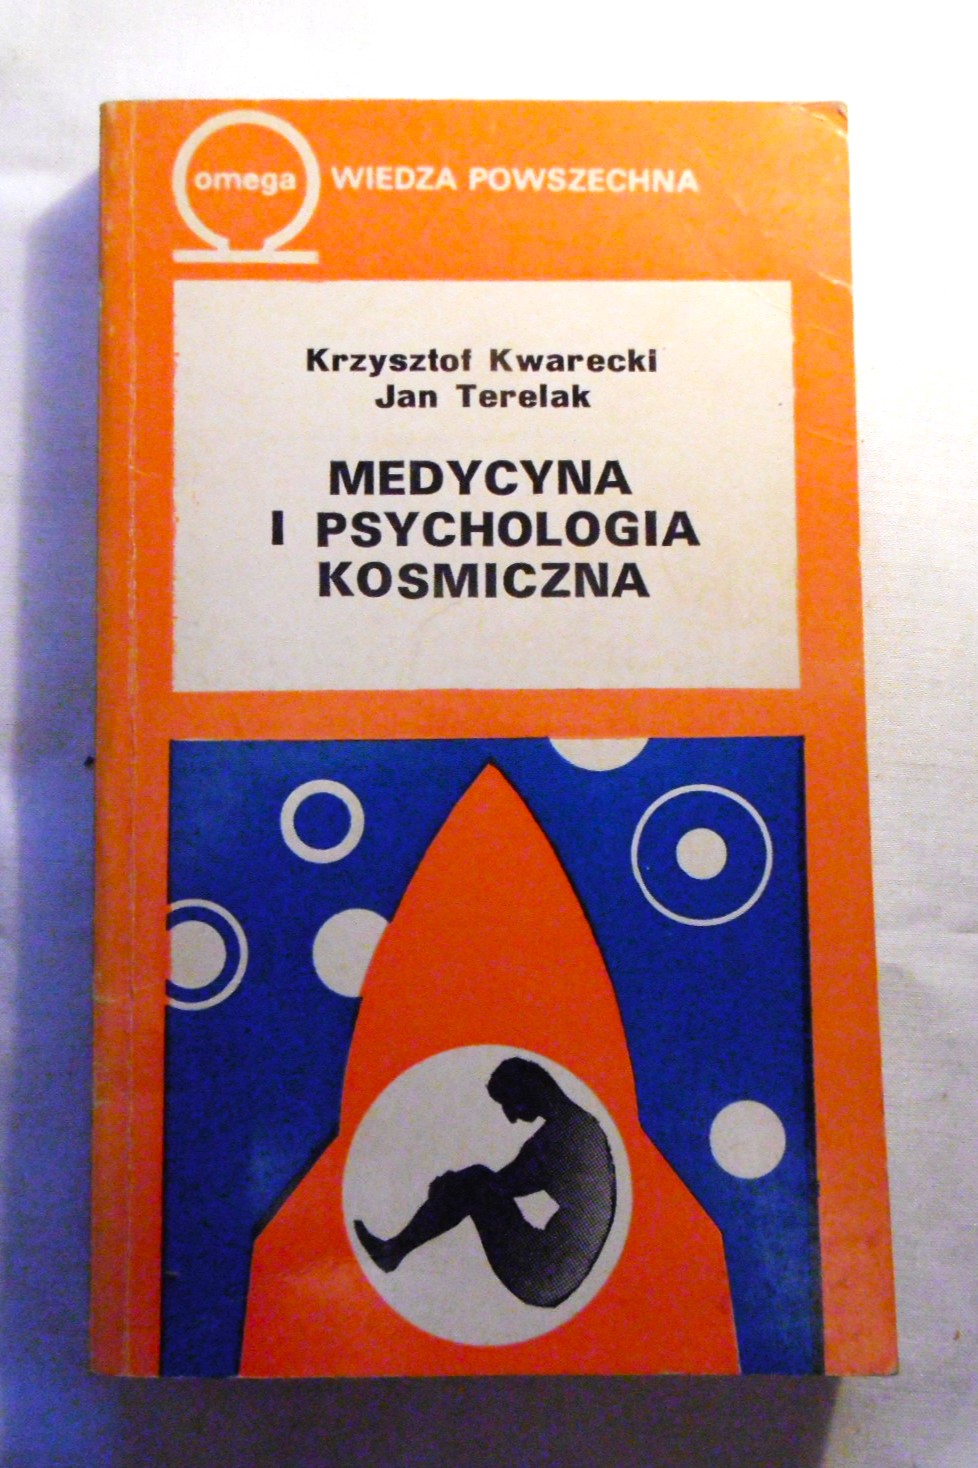 omega WIEDZA POWSZECHNA
Krzysztof Kwarecki
Jan Terelak
MEDYCYNA
I PSYCHOLOGIA
KOSMICZNA